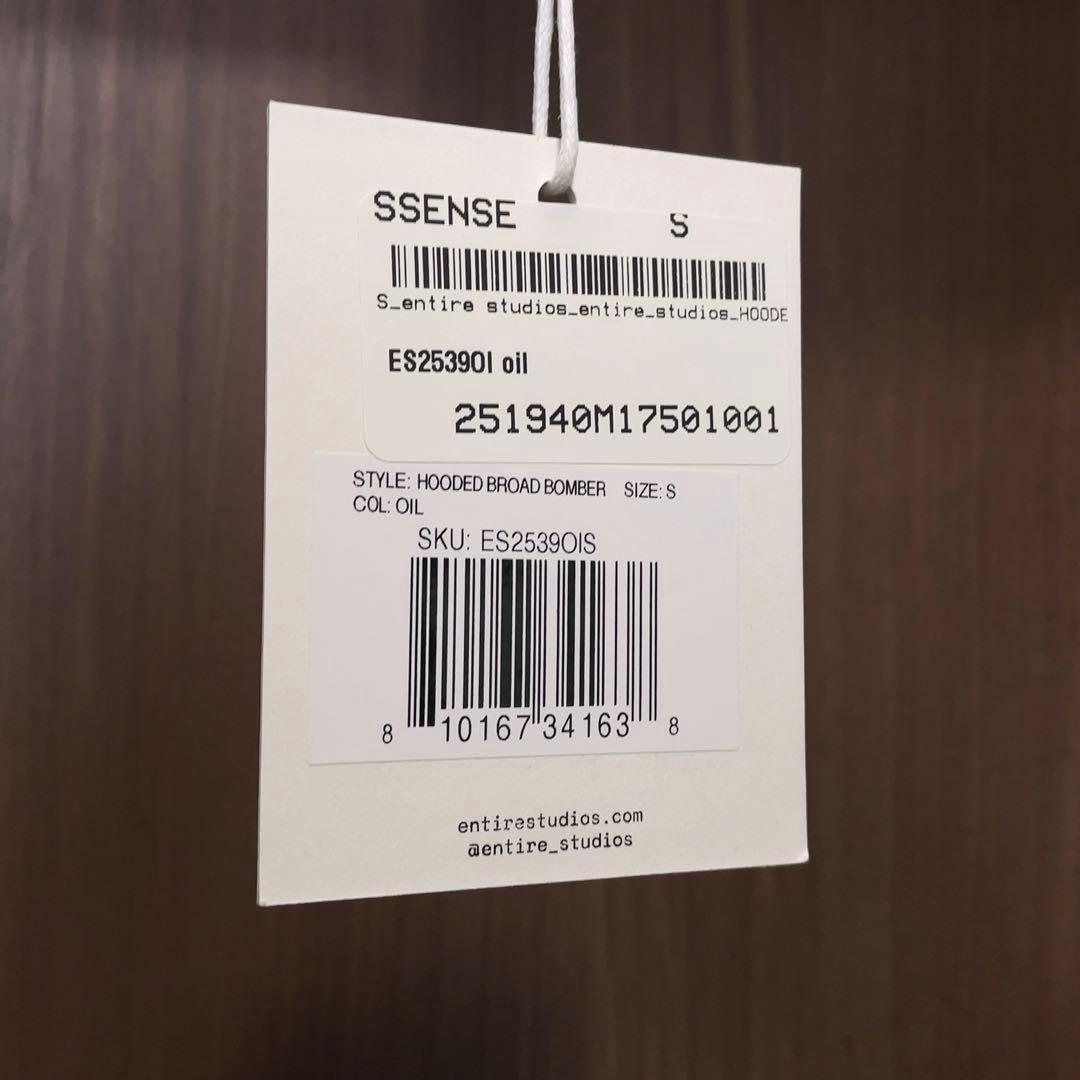 SSENSE S
S_entire studios_entire_studios_HOODE
ES2539OI oil
251940M17501001
STYLE: HOODED BROAD BOMBER SIZE: S
COL: OIL
SKU: ES2539OIS
8 10167 34163 8
entirestudios.com
@entire_studios